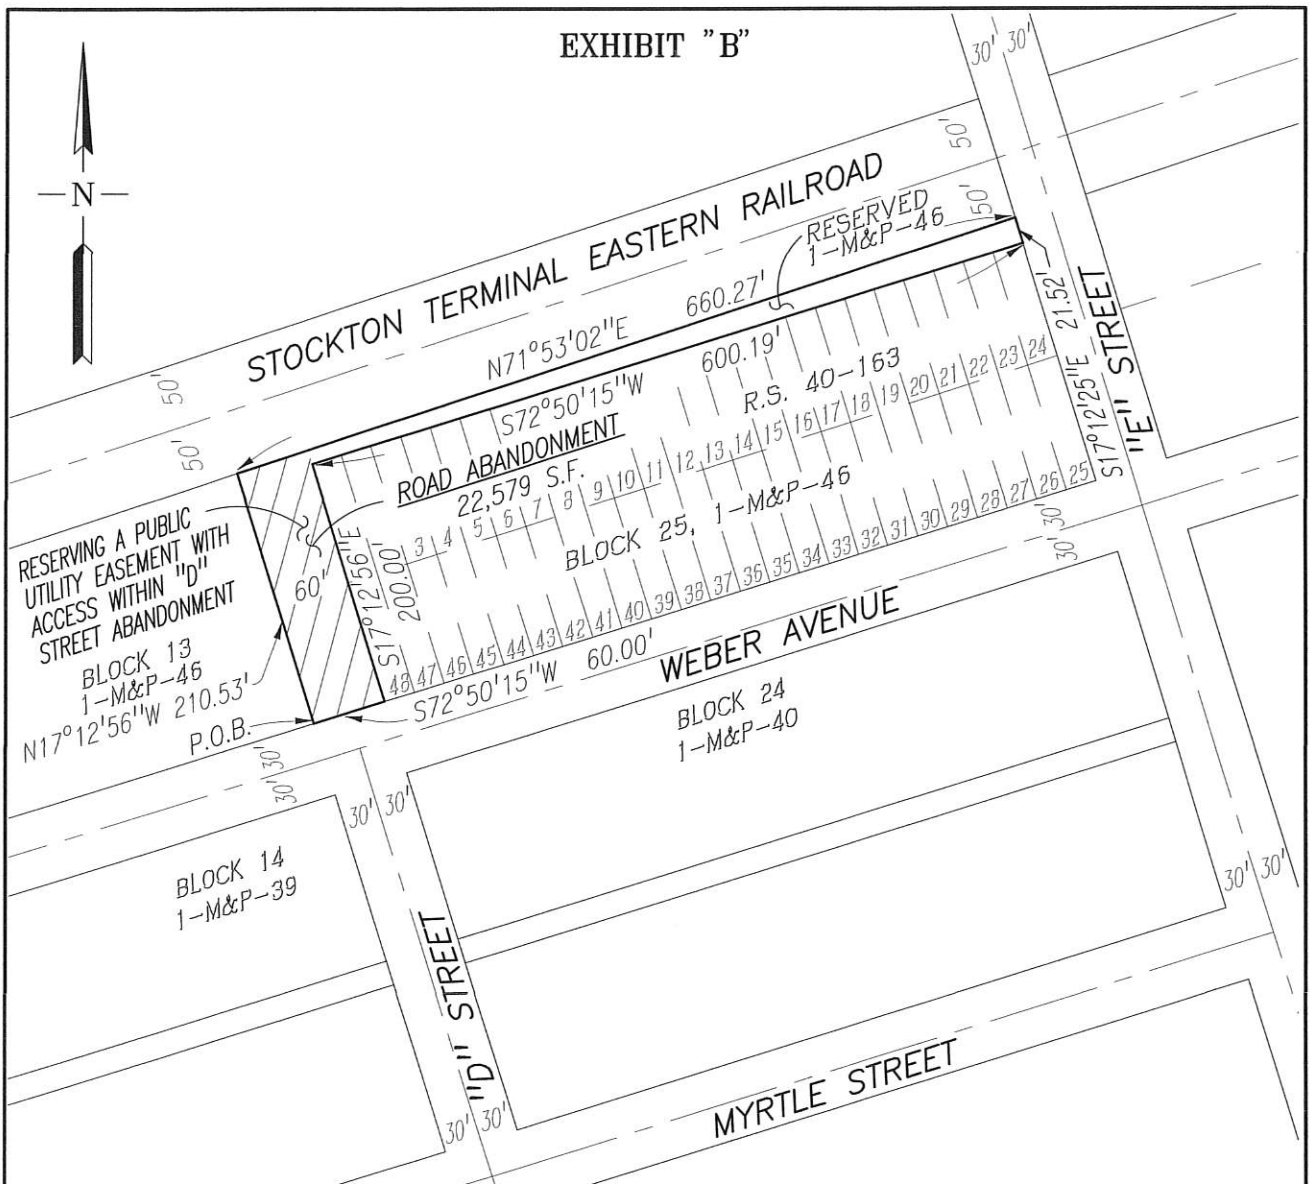 EXHIBIT "B"
30' 30'
N
50'
50'
STOCKTON TERMINAL EASTERN RAILROAD
RESERVED
1-M&P-46
660.27'
N71°53'02"E
50'
50'
600.19'
S72°50'15"W
R.S. 40-163
21.52'
S17°12'25"E
"E" STREET
ROAD ABANDONMENT
22,579 S.F.
3 4 5 6 7 8 9 10 11 12 13 14 15 16 17 18 19 20 21 22 23 24
BLOCK 25, 1-M&P-46
RESERVING A PUBLIC
UTILITY EASEMENT WITH
ACCESS WITHIN "D"
STREET ABANDONMENT
60'
S17°12'56"E
200.00'
48 47 46 45 44 43 42 41 40 39 38 37 36 35 34 33 32 31 30 29 28 27 26 25
30' 30'
BLOCK 13
1-M&P-46
N17°12'56"W 210.53'
P.O.B.
S72°50'15"W 60.00'
WEBER AVENUE
BLOCK 24
1-M&P-40
30' 30'
30' 30'
BLOCK 14
1-M&P-39
30' 30'
"D" STREET
30' 30'
MYRTLE STREET